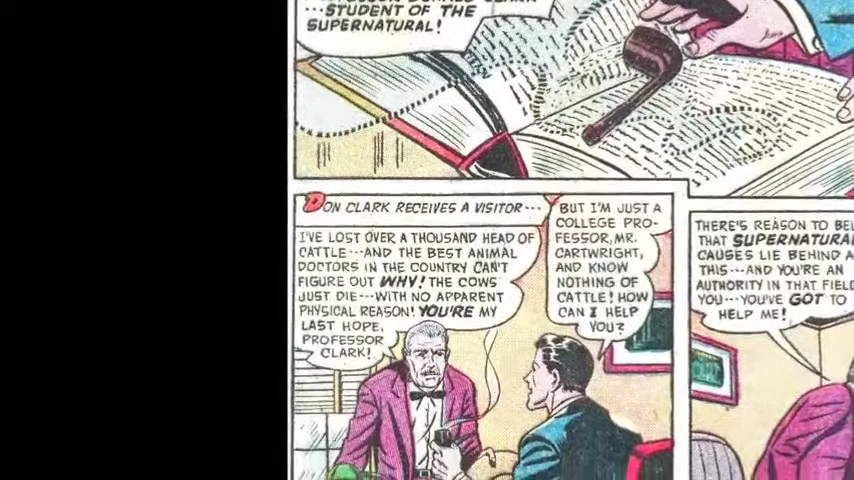 ...STUDENT OF THE
SUPERNATURAL!
DON CLARK RECEIVES A VISITOR---
I'VE LOST OVER A THOUSAND HEAD OF
CATTLE---AND THE BEST ANIMAL
DOCTORS IN THE COUNTRY CAN'T
FIGURE OUT WHY! THE COWS
JUST DIE---WITH NO APPARENT
PHYSICAL REASON! YOU'RE MY
LAST HOPE,
PROFESSOR
CLARK!
BUT I'M JUST A
COLLEGE PRO-
FESSOR, MR.
CARTWRIGHT,
AND KNOW
NOTHING OF
CATTLE! HOW
CAN I HELP
YOU?
THERE'S REASON TO BE
THAT SUPERNATURAL
CAUSES LIE BEHIND A
THIS---AND YOU'RE AN
AUTHORITY IN THAT FIELD
YOU---YOU'VE GOT TO
HELP ME!